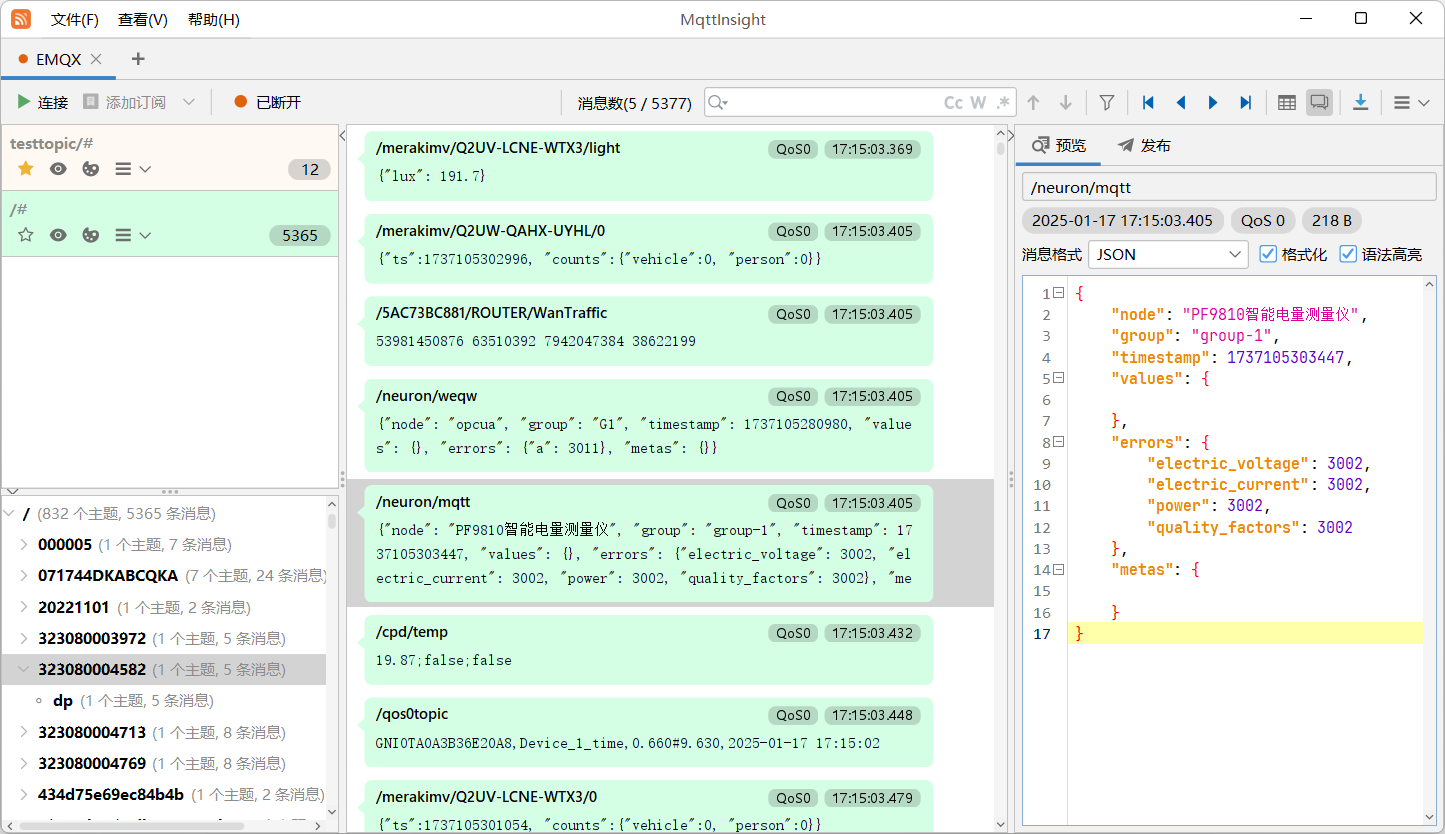 文件(F) 查看(V) 帮助(H) MqttInsight
EMQX
连接 添加订阅 已断开 消息数(5 / 5377) Cc W .*
testtopic/#
12
/#
5365
/ (832 个主题, 5365 条消息)
000005 (1 个主题, 7 条消息)
071744DKABCQKA (7 个主题, 24 条消息)
20221101 (1 个主题, 2 条消息)
323080003972 (1 个主题, 5 条消息)
323080004582 (1 个主题, 5 条消息)
dp (1 个主题, 5 条消息)
323080004713 (1 个主题, 8 条消息)
323080004769 (1 个主题, 8 条消息)
434d75e69ec84b4b (1 个主题, 2 条消息)
/merakimv/Q2UV-LCNE-WTX3/light QoS0 17:15:03.369
{"lux": 191.7}
/merakimv/Q2UW-QAHX-UYHL/0 QoS0 17:15:03.405
{"ts":1737105302996, "counts":{"vehicle":0, "person":0}}
/5AC73BC881/ROUTER/WanTraffic QoS0 17:15:03.405
53981450876 63510392 7942047384 38622199
/neuron/weqw QoS0 17:15:03.405
{"node": "opcua", "group": "G1", "timestamp": 1737105280980, "value
s": {}, "errors": {"a": 3011}, "metas": {}}
/neuron/mqtt QoS0 17:15:03.405
{"node": "PF9810智能电量测量仪", "group": "group-1", "timestamp": 17
37105303447, "values": {}, "errors": {"electric_voltage": 3002, "el
ectric_current": 3002, "power": 3002, "quality_factors": 3002}, "me
/cpd/temp QoS0 17:15:03.432
19.87;false;false
/qos0topic QoS0 17:15:03.448
GNIOTA0A3B36E20A8,Device_1_time,0.660#9.630,2025-01-17 17:15:02
/merakimv/Q2UV-LCNE-WTX3/0 QoS0 17:15:03.479
{"ts":1737105301054, "counts":{"vehicle":0, "person":0}}
预览 发布
/neuron/mqtt
2025-01-17 17:15:03.405 QoS 0 218 B
消息格式 JSON 格式化 语法高亮
1 {
2 "node": "PF9810智能电量测量仪",
3 "group": "group-1",
4 "timestamp": 1737105303447,
5 "values": {
6
7 },
8 "errors": {
9 "electric_voltage": 3002,
10 "electric_current": 3002,
11 "power": 3002,
12 "quality_factors": 3002
13 },
14 "metas": {
15
16 }
17 }